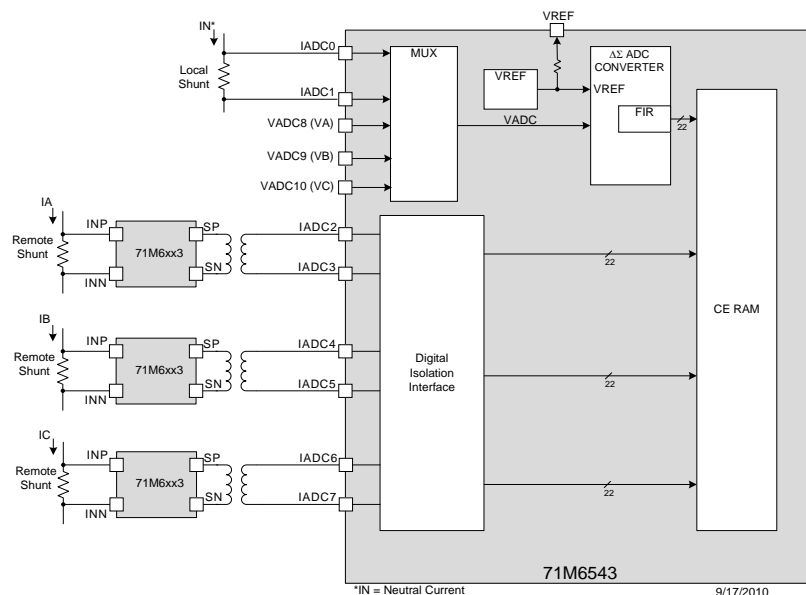 VREF
IN*
IADC0
MUX
ΔΣ ADC
CONVERTER
Local
Shunt
VREF
VREF
IADC1
FIR
VADC8 (VA)
VADC
22
VADC9 (VB)
VADC10 (VC)
IA
INP
SP
IADC2
Remote
Shunt
71M6xx3
22
SN
IADC3
INN
CE RAM
IB
INP
SP
IADC4
Remote
Shunt
71M6xx3
Digital
Isolation
Interface
22
SN
IADC5
INN
IC
INP
SP
IADC6
Remote
Shunt
71M6xx3
22
SN
IADC7
INN
71M6543
*IN = Neutral Current
9/17/2010